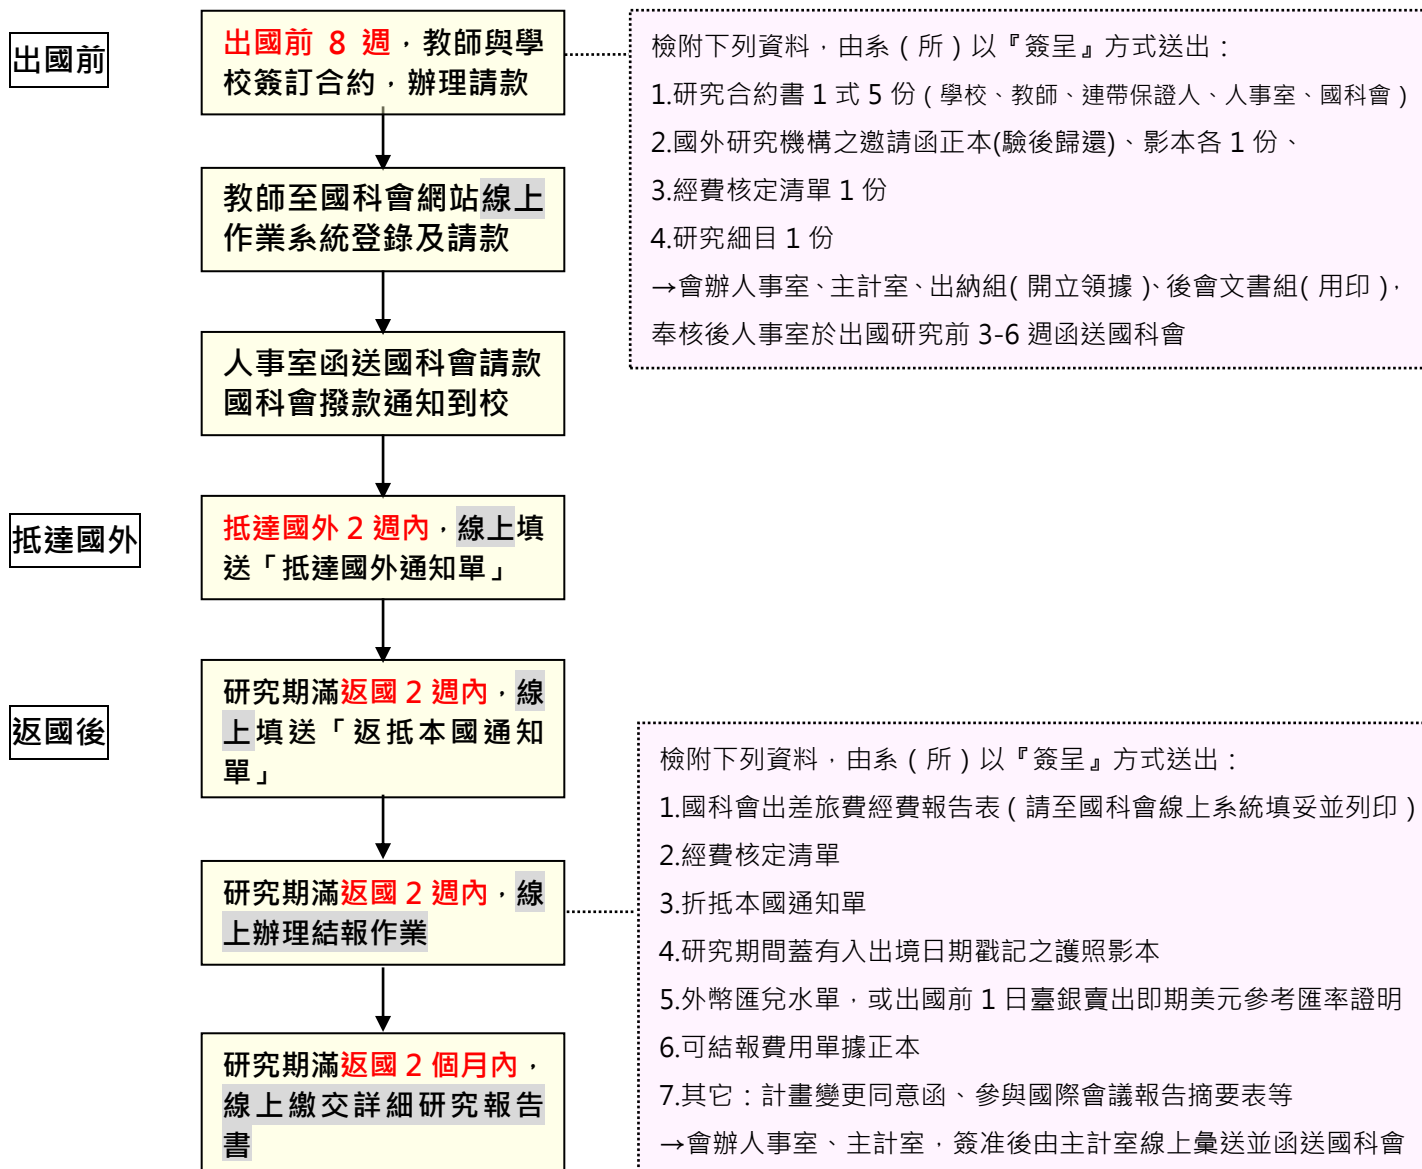 出國前
出國前 8 週，教師與學
校簽訂合約，辦理請款
檢附下列資料，由系（所）以『簽呈』方式送出：
1.研究合約書 1 式 5 份（學校、教師、連帶保證人、人事室、國科會）
2.國外研究機構之邀請函正本(驗後歸還)、影本各 1 份、
3.經費核定清單 1 份
4.研究細目 1 份
→會辦人事室、主計室、出納組(開立領據)、後會文書組(用印)，
奉核後人事室於出國研究前 3-6 週函送國科會
教師至國科會網站線上
作業系統登錄及請款
人事室函送國科會請款
國科會撥款通知到校
抵達國外
抵達國外 2 週內，線上填
送「抵達國外通知單」
返國後
研究期滿返國 2 週內，線
上填送「返抵本國通知
單」
研究期滿返國 2 週內，線
上辦理結報作業
檢附下列資料，由系（所）以『簽呈』方式送出：
1.國科會出差旅費經費報告表（請至國科會線上系統填妥並列印）
2.經費核定清單
3.折抵本國通知單
4.研究期間蓋有入出境日期戳記之護照影本
5.外幣匯兌水單，或出國前 1 日臺銀賣出即期美元參考匯率證明
6.可結報費用單據正本
7.其它：計畫變更同意函、參與國際會議報告摘要表等
→會辦人事室、主計室，簽准後由主計室線上彙送並函送國科會
研究期滿返國 2 個月內，
線上繳交詳細研究報告
書